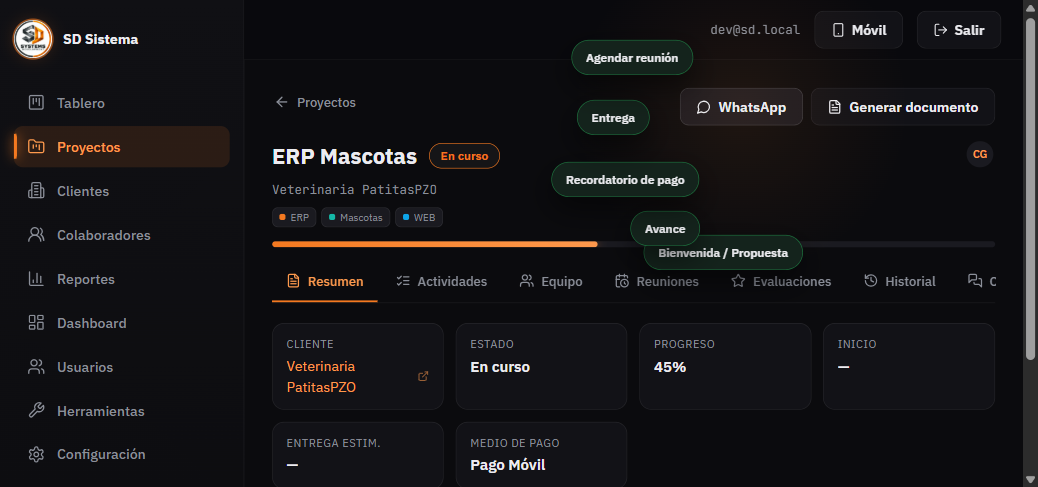 SD
SYSTEMS
SD Sistema
dev@sd.local
Móvil
Salir
Tablero
Proyectos
Clientes
Colaboradores
Reportes
Dashboard
Usuarios
Herramientas
Configuración
Agendar reunión
Proyectos
Entrega
WhatsApp
Generar documento
ERP Mascotas
En curso
CG
Recordatorio de pago
Veterinaria PatitasPZO
ERP
Mascotas
WEB
Avance
Bienvenida / Propuesta
Resumen
Actividades
Equipo
Reuniones
Evaluaciones
Historial
CLIENTE
Veterinaria
PatitasPZO
ESTADO
En curso
PROGRESO
45%
INICIO
—
ENTREGA ESTIM.
—
MEDIO DE PAGO
Pago Móvil